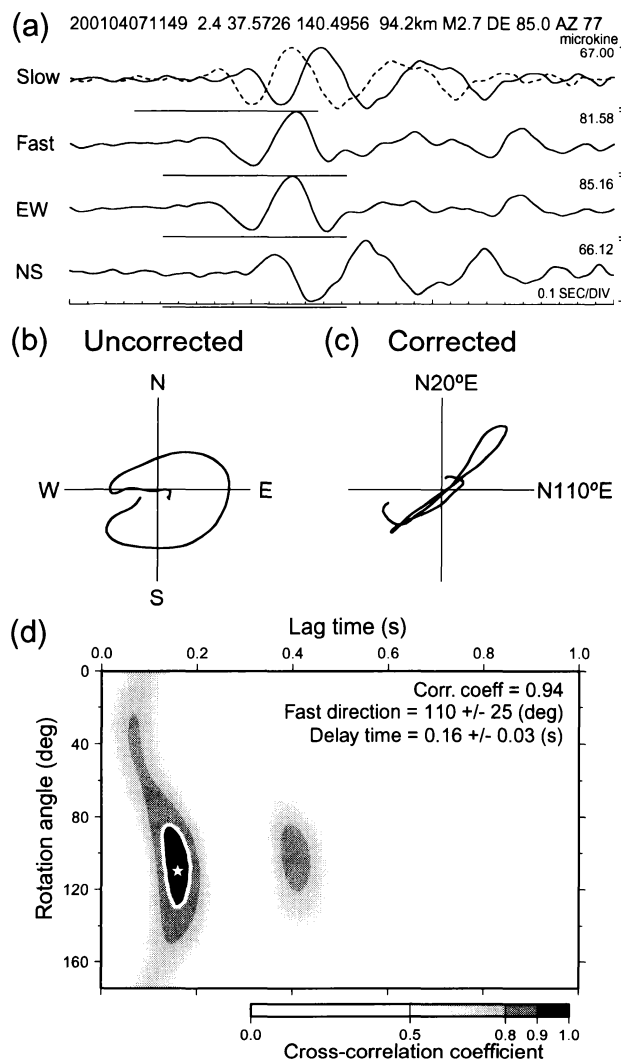 (a) 200104071149 2.4 37.5726 140.4956 94.2km M2.7 DE 85.0 AZ 77
microkine
Slow 67.00
Fast 81.58
EW 85.16
NS 66.12
0.1 SEC/DIV
(b) Uncorrected (c) Corrected
N N20ºE
W E N110ºE
S
(d) Lag time (s)
0.0 0.2 0.4 0.6 0.8 1.0
Corr. coeff = 0.94
Fast direction = 110 +/- 25 (deg)
Delay time = 0.16 +/- 0.03 (s)
Rotation angle (deg)
0
40
80
120
160
0.0 0.5 0.8 0.9 1.0
Cross-correlation coefficient